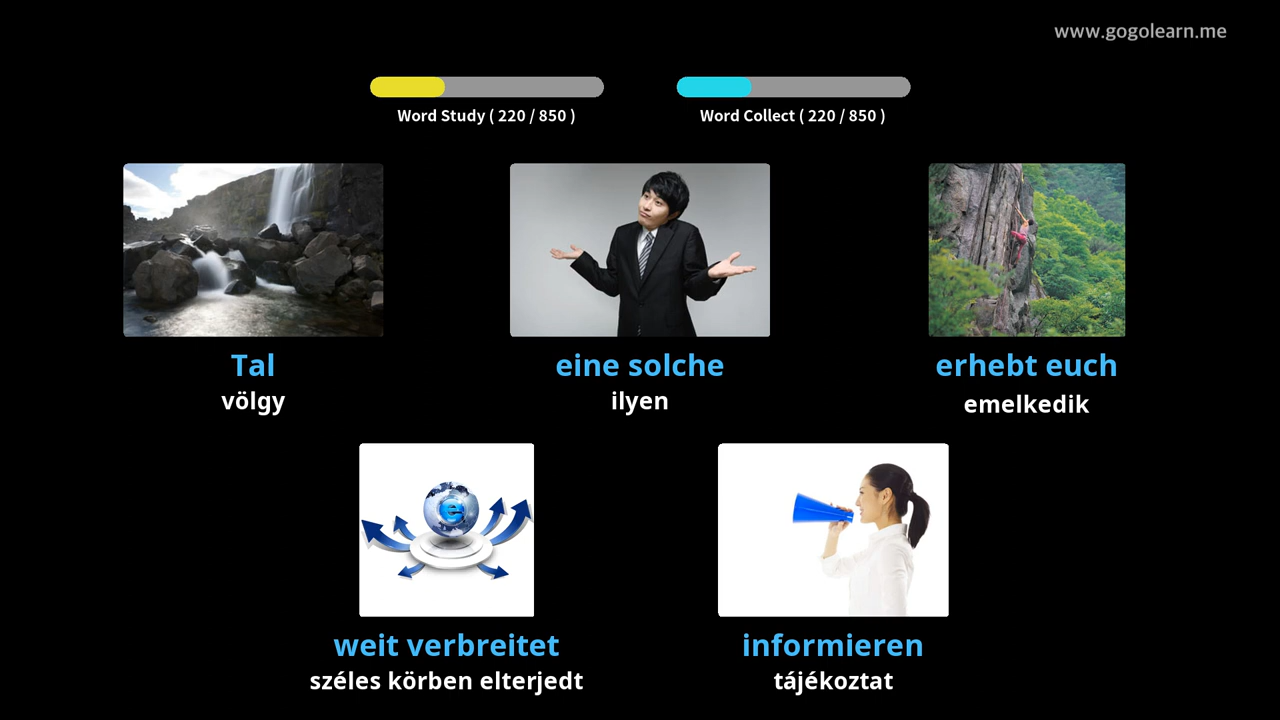 www.gogolearn.me
Word Study ( 220 / 850 )
Word Collect ( 220 / 850 )
Tal
völgy
eine solche
ilyen
erhebt euch
emelkedik
e
weit verbreitet
széles körben elterjedt
informieren
tájékoztat